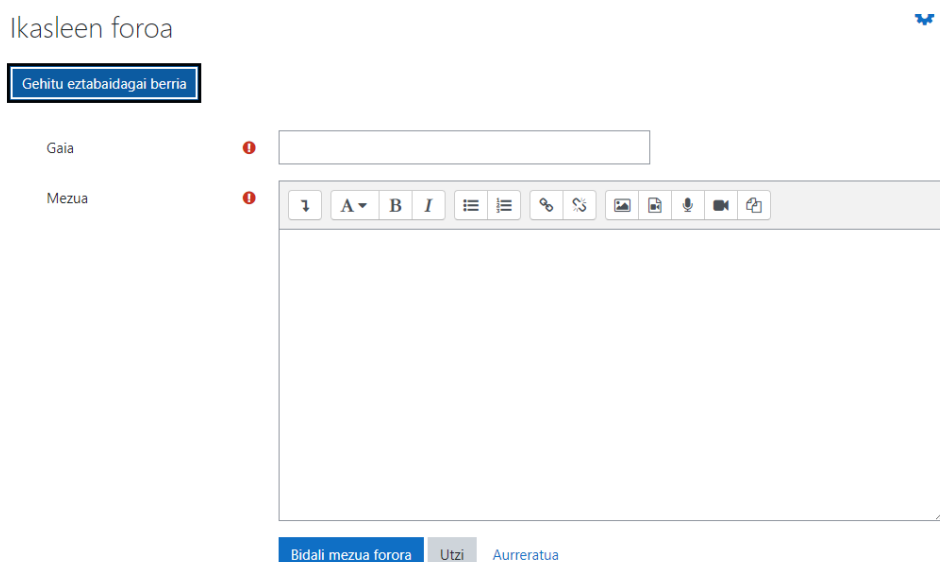 Ikasleen foroa
Gehitu eztabaidagai berria
Gaia
Mezua
A B I
Bidali mezua forora Utzi Aurreratua